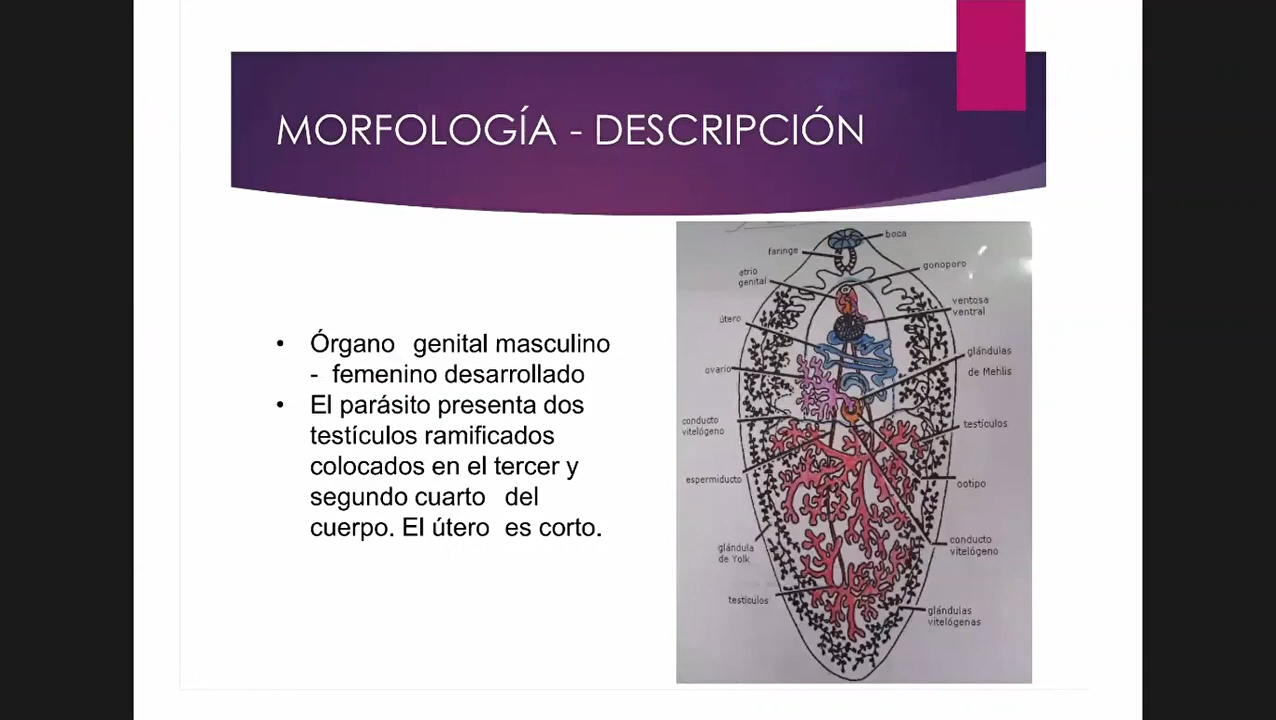 MORFOLOGÍA - DESCRIPCIÓN
• Órgano genital masculino
- femenino desarrollado
• El parásito presenta dos
testículos ramificados
colocados en el tercer y
segundo cuarto del
cuerpo. El útero es corto.
boca
faringe
gonoporo
atrio
genital
ventosa
ventral
útero
glándulas
de Mehlis
ovario
conducto
vitelógeno
testículos
espermiducto
ootipo
conducto
vitelógeno
glándula
de Yolk
testículos
glándulas
vitelógenas